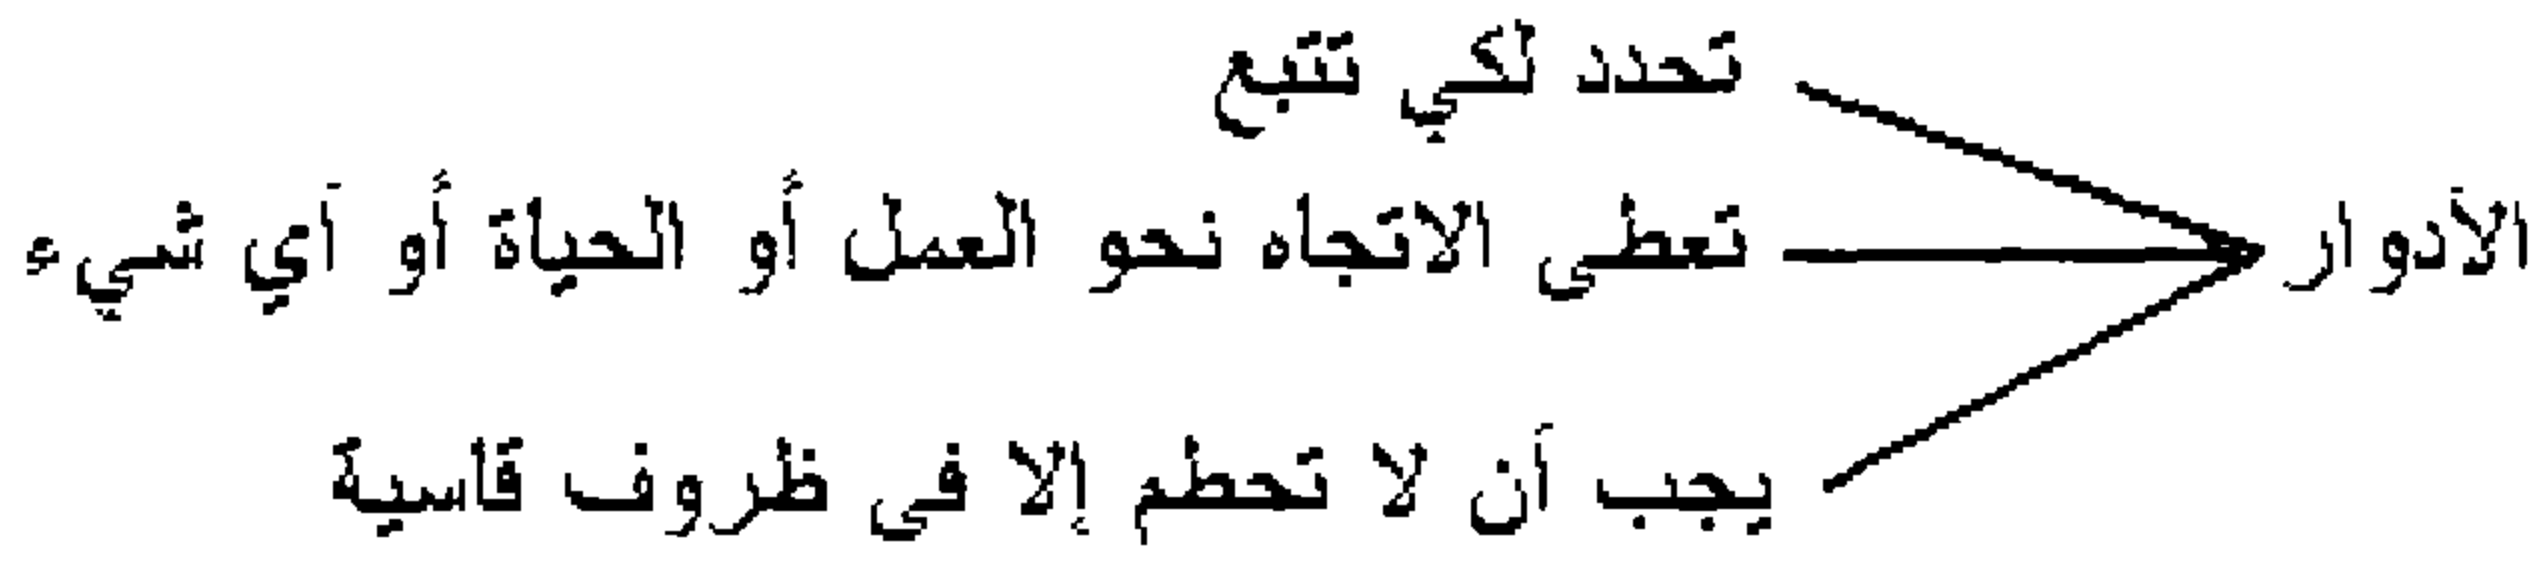 تحدد لكي تتبع
الأدوار
تعطى الاتجاه نحو العمل أو الحياة أو أي شيء
يجب أن لا تحطم إلا فى ظروف قاسية